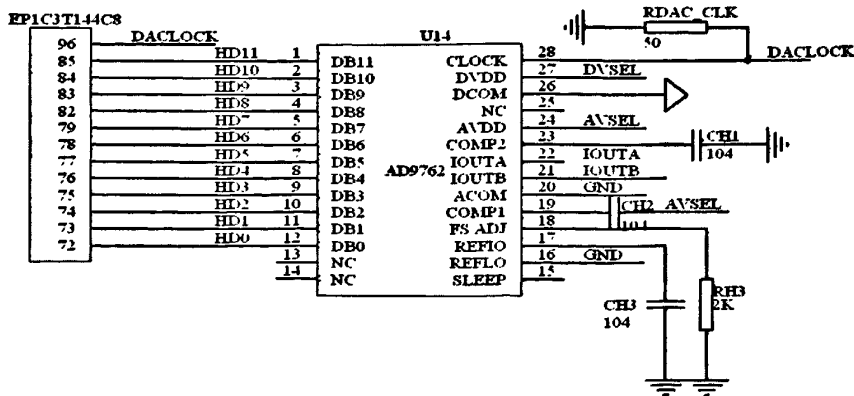 EP1C3T144C8
U14
RDAC_CLK
50
DACLOCK
96 DACLOCK
85 HD11 1 DB11 CLOCK 28
84 HD10 2 DB10 DVDD 27 DVSEL
83 HD9 3 DB9 DCOM 26
82 HD8 4 DB8 NC 25
79 HD7 5 DB7 AVDD 24 AVSEL
78 HD6 6 DB6 COMP2 23 CH1 104
77 HD5 7 DB5 IOUTA 22 IOUTA
76 HD4 8 DB4 AD9762 IOUTB 21 IOUTB
75 HD3 9 DB3 ACOM 20 GND
74 HD2 10 DB2 COMP1 19 CH2 104 AVSEL
73 HD1 11 DB1 FS ADJ 18
72 HD0 12 DB0 REFIO 17
13 NC REFLO 16 GND
14 NC SLEEP 15
CH3
104
RH3
2K